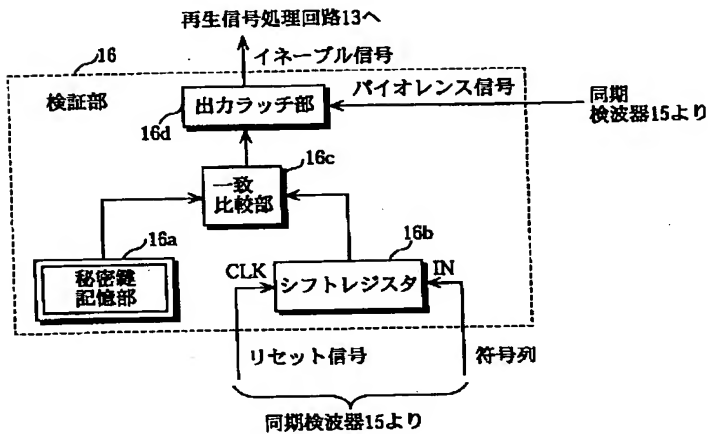 再生信号処理回路13へ
イネーブル信号
16
検証部
出力ラッチ部
16d
バイオレンス信号
同期
検波器15より
16c
一致
比較部
16a
秘密鍵
記憶部
16b
CLK
シフトレジスタ
IN
リセット信号
符号列
同期検波器15より